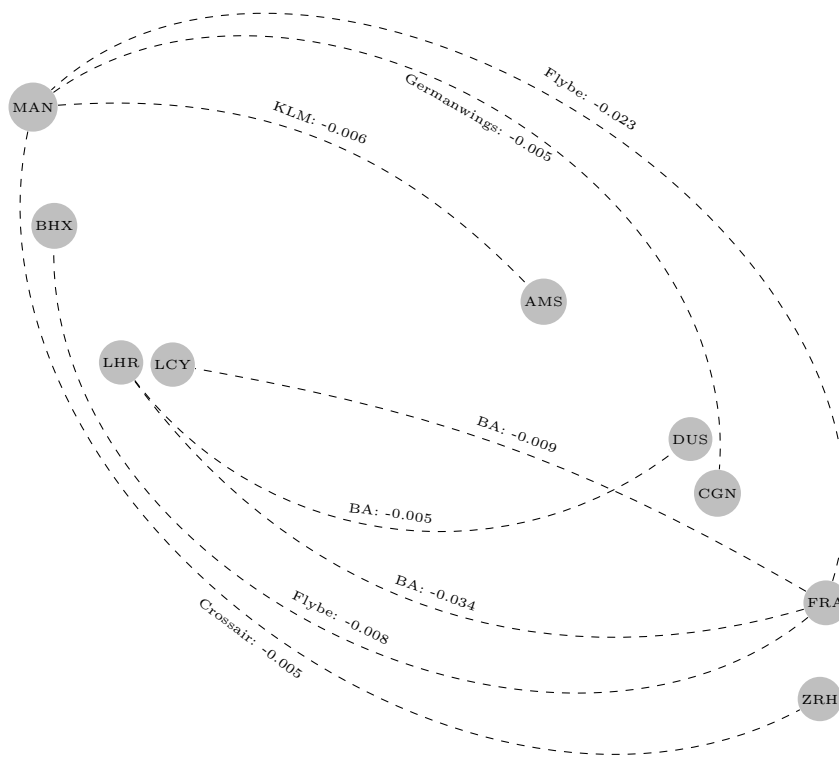 Flybe: -0.023
Germanwings: -0.005
MAN
KLM: -0.006
BHX
AMS
LHR
LCY
BA: -0.009
DUS
CGN
BA: -0.005
BA: -0.034
FRA
Flybe: -0.008
Crossair: -0.005
ZRH